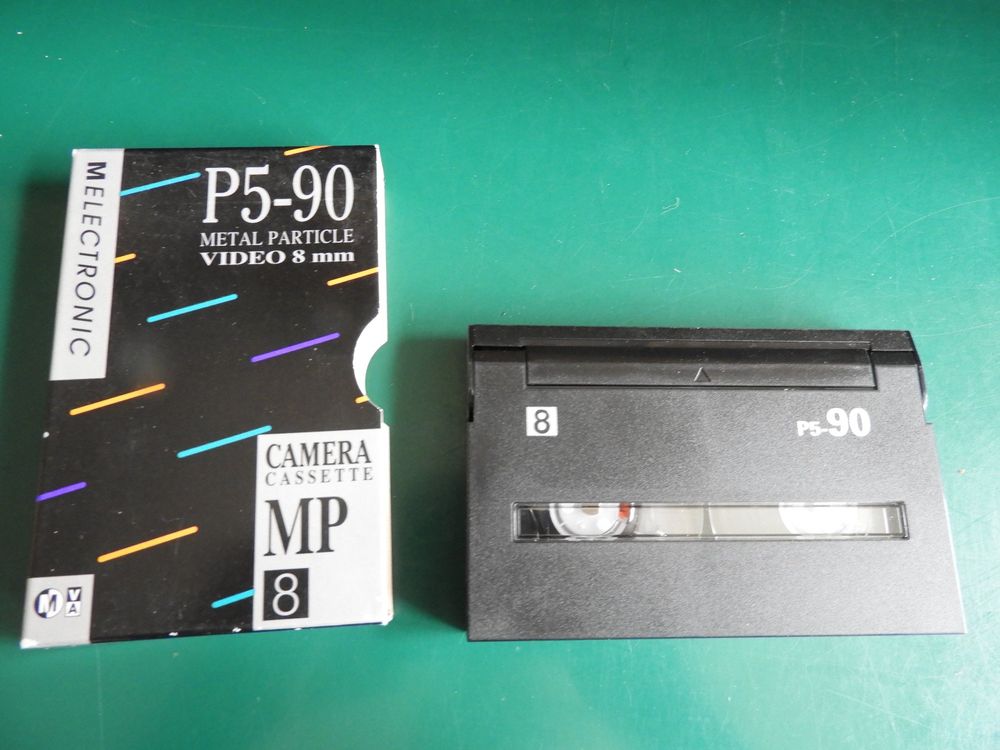 MELECTRONIC
P5-90
METAL PARTICLE
VIDEO 8 mm
CAMERA
CASSETTE
MP
8
M
V
A
8
P5-90